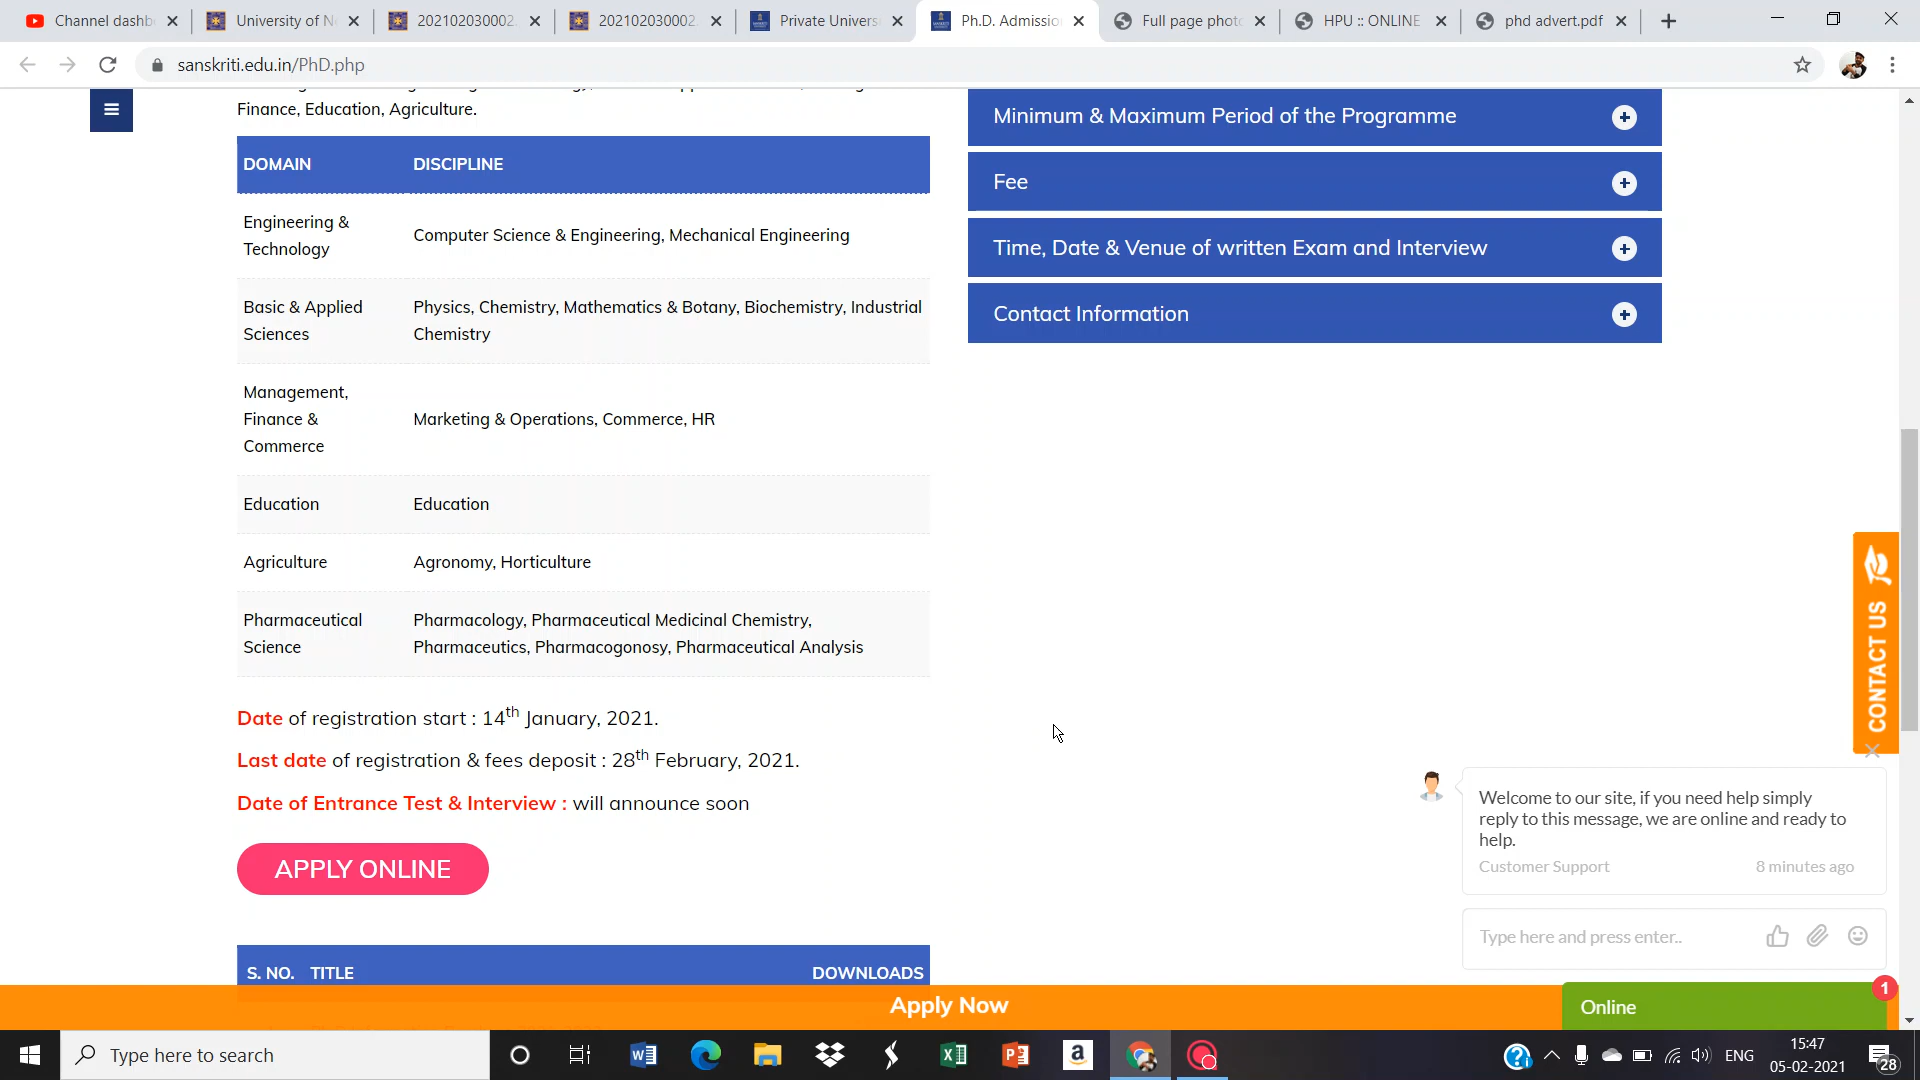 Channel dashb
University of Ne
202102030002
202102030002
Private Univers
Ph.D. Admissio
Full page photo
HPU :: ONLINE
phd advert.pdf
sanskriti.edu.in/PhD.php
Finance, Education, Agriculture.
DOMAIN DISCIPLINE
Engineering &
Technology
Computer Science & Engineering, Mechanical Engineering
Basic & Applied
Sciences
Physics, Chemistry, Mathematics & Botany, Biochemistry, Industrial
Chemistry
Management,
Finance &
Commerce
Marketing & Operations, Commerce, HR
Education Education
Agriculture Agronomy, Horticulture
Pharmaceutical
Science
Pharmacology, Pharmaceutical Medicinal Chemistry,
Pharmaceutics, Pharmacogonosy, Pharmaceutical Analysis
Date of registration start : 14th January, 2021.
Last date of registration & fees deposit : 28th February, 2021.
Date of Entrance Test & Interview : will announce soon
APPLY ONLINE
S. NO. TITLE DOWNLOADS
Minimum & Maximum Period of the Programme
Fee
Time, Date & Venue of written Exam and Interview
Contact Information
CONTACT US
Welcome to our site, if you need help simply
reply to this message, we are online and ready to
help.
Customer Support 8 minutes ago
Type here and press enter..
Apply Now
Online
1
Type here to search
ENG
15:47
05-02-2021
28